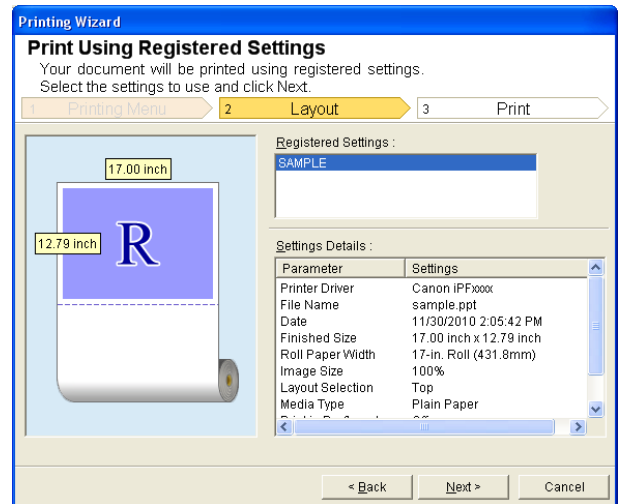 Printing Wizard
Print Using Registered Settings
Your document will be printed using registered settings.
Select the settings to use and click Next.
1 Printing Menu 2 Layout 3 Print
17.00 inch
12.79 inch
R
Registered Settings :
SAMPLE
Settings Details :
Parameter Settings
Printer Driver Canon iPFxxxx
File Name sample.ppt
Date 11/30/2010 2:05:42 PM
Finished Size 17.00 inch x 12.79 inch
Roll Paper Width 17-in. Roll (431.8mm)
Image Size 100%
Layout Selection Top
Media Type Plain Paper
< Back Next > Cancel